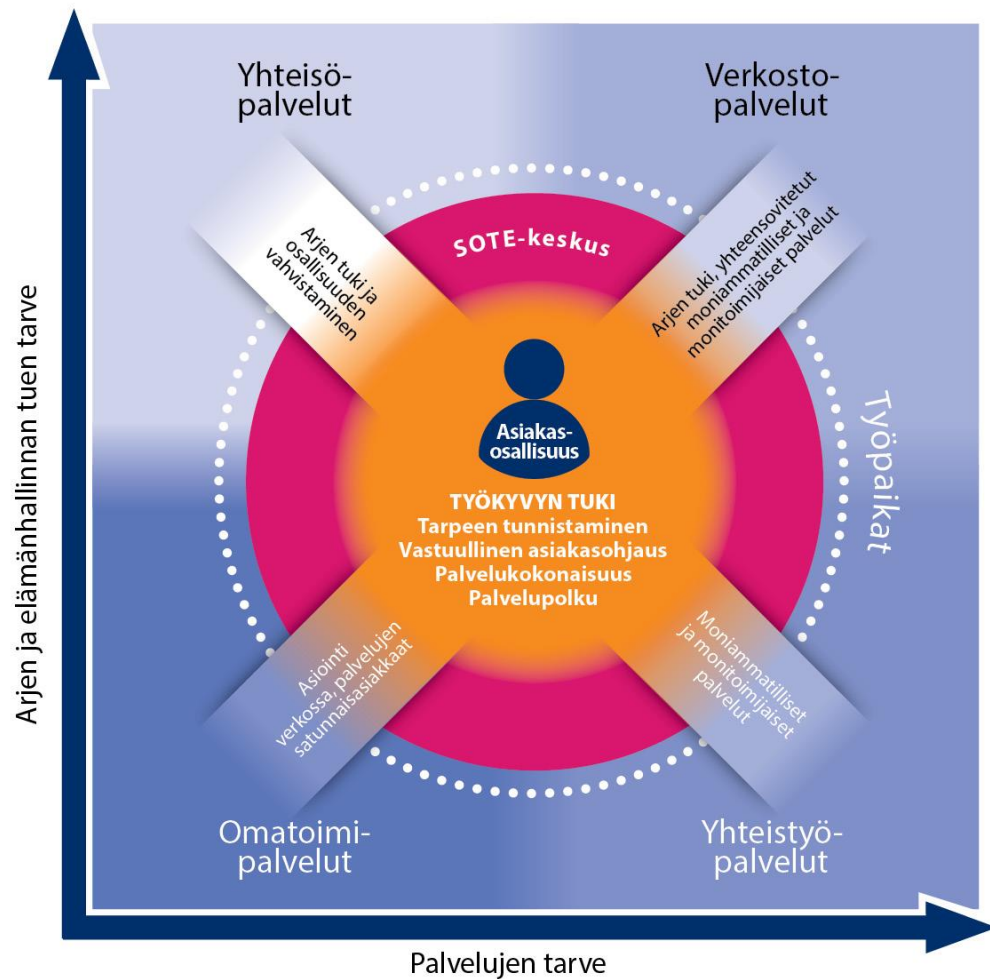 Yhteisö-
palvelut
Verkosto-
palvelut
SOTE-keskus
Arjen tuki ja
osallisuuden
vahvistaminen
Arjen tuki, yhteensovitetut
moniammatilliset ja
monitoimijaiset palvelut
Arjen ja elämänhallinnan tuen tarve
Työpaikat
Asiakas-
osallisuus
TYÖKYVYN TUKI
Tarpeen tunnistaminen
Vastuullinen asiakasohjaus
Palvelukokonaisuus
Palvelupolku
Asiointi
verkossa, palvelujen
satunnaisasiakkaat
Moniammatilliset
ja monitoimijaiset
palvelut
Omatoimi-
palvelut
Yhteistyö-
palvelut
Palvelujen tarve